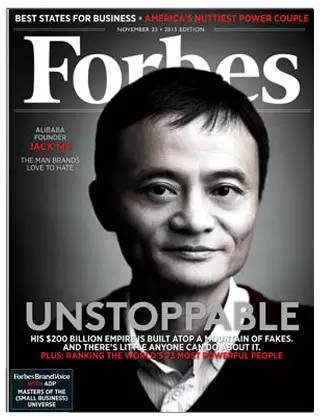 BEST STATES FOR BUSINESS • AMERICA'S NUTTIEST POWER COUPLE
NOVEMBER 23 • 2015 EDITION
Forbes
ALIBABA
FOUNDER
JACK MA
THE MAN BRANDS
LOVE TO HATE
UNSTOPPABLE
HIS $200 BILLION EMPIRE IS BUILT ATOP A MOUNTAIN OF FAKES.
AND THERE'S LITTLE ANYONE CAN DO ABOUT IT.
PLUS: RANKING THE WORLD'S 73 MOST POWERFUL PEOPLE
ForbesBrandVoice
WITH ADP
MASTERS OF THE
(SMALL BUSINESS)
UNIVERSE